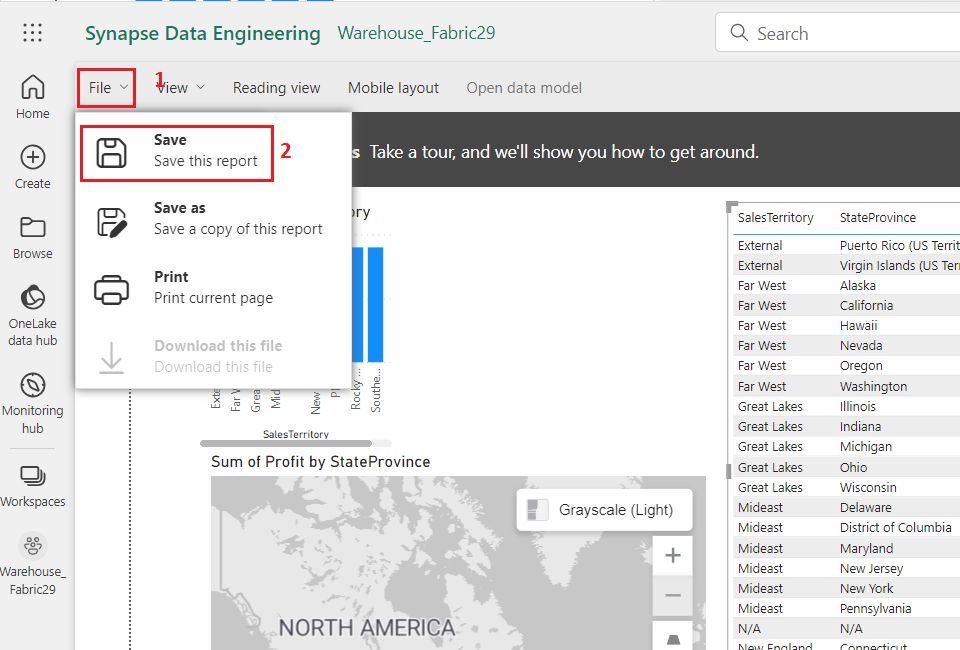 Synapse Data Engineering Warehouse_Fabric29
Search
File 1 View Reading view Mobile layout Open data model
Home
Create
Browse
OneLake
data hub
Monitoring
hub
Workspaces
Warehouse_
Fabric29
Save
Save this report
2
Save as
Save a copy of this report
Print
Print current page
Download this file
Download this file
Take a tour, and we'll show you how to get around.
Rocky ...
Southe...
SalesTerritory
Sum of Profit by StateProvince
Grayscale (Light)
+
−
NORTH AMERICA
SalesTerritory StateProvince
External Puerto Rico (US Territ
External Virgin Islands (US Ter
Far West Alaska
Far West California
Far West Hawaii
Far West Nevada
Far West Oregon
Far West Washington
Great Lakes Illinois
Great Lakes Indiana
Great Lakes Michigan
Great Lakes Ohio
Great Lakes Wisconsin
Mideast Delaware
Mideast District of Columbia
Mideast Maryland
Mideast New Jersey
Mideast New York
Mideast Pennsylvania
N/A N/A
New England Connecticut